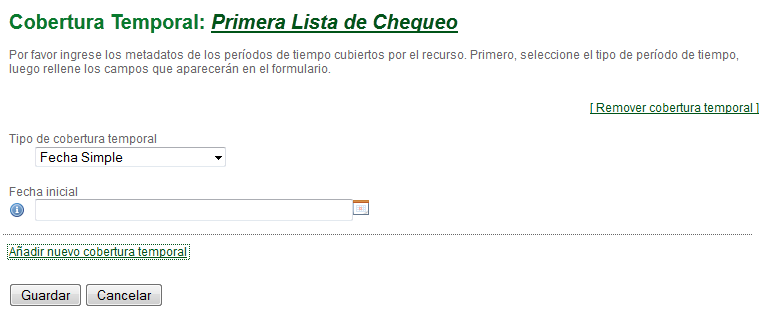 Cobertura Temporal: Primera Lista de Chequeo
Por favor ingrese los metadatos de los períodos de tiempo cubiertos por el recurso. Primero, seleccione el tipo de período de tiempo,
luego rellene los campos que aparecerán en el formulario.
[ Remover cobertura temporal ]
Tipo de cobertura temporal
Fecha Simple
Fecha inicial
Añadir nuevo cobertura temporal
Guardar Cancelar